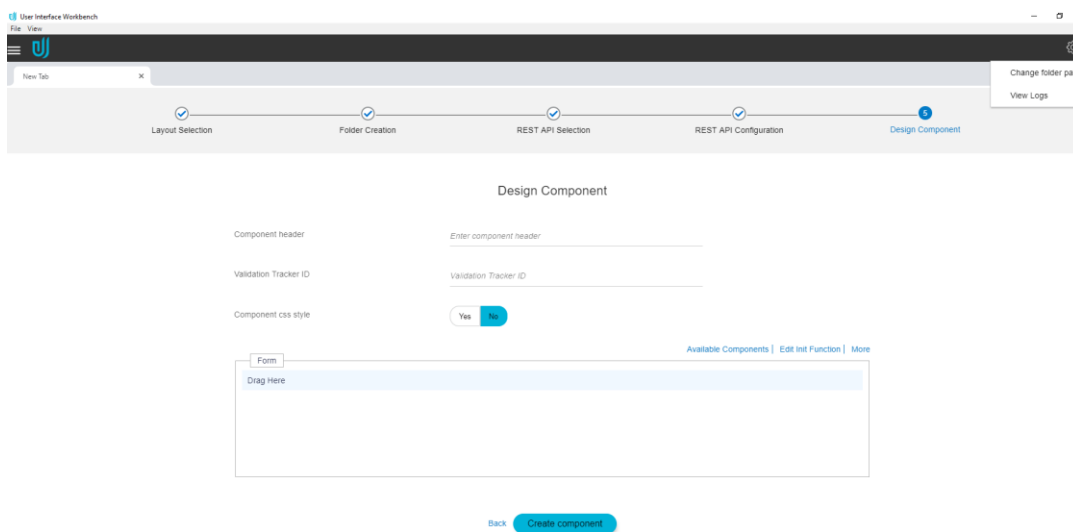 User Interface Workbench
File View
New Tab
Change folder pa
View Logs
5
Layout Selection
Folder Creation
REST API Selection
REST API Configuration
Design Component
Design Component
Component header
Enter component header
Validation Tracker ID
Validation Tracker ID
Component css style
Yes No
Available Components | Edit Init Function | More
Form
Drag Here
Back Create component